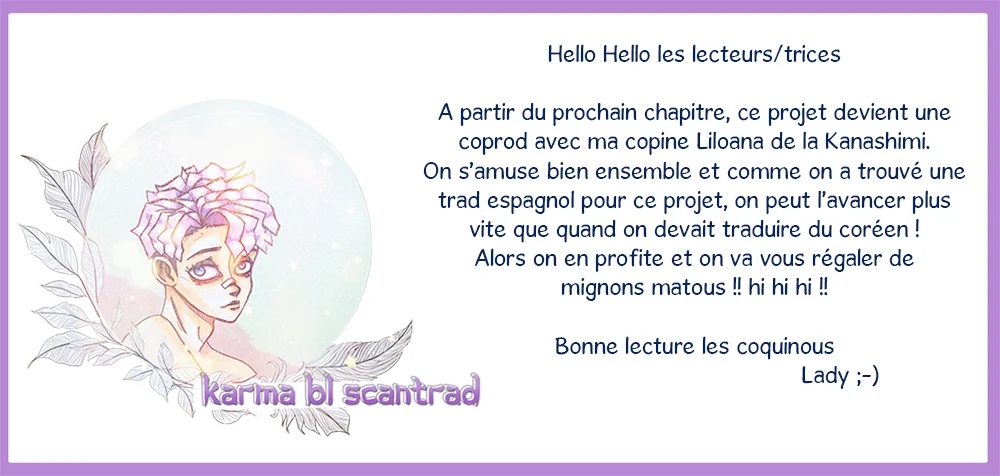 Hello Hello les lecteurs/trices
A partir du prochain chapitre, ce projet devient une
coprod avec ma copine Liloana de la Kanashimi.
On s'amuse bien ensemble et comme on a trouvé une
trad espagnol pour ce projet, on peut l'avancer plus
vite que quand on devait traduire du coréen !
Alors on en profite et on va vous régaler de
mignons matous !! hi hi hi !!
Bonne lecture les coquinous
Lady ;-)
karma bl scantrad